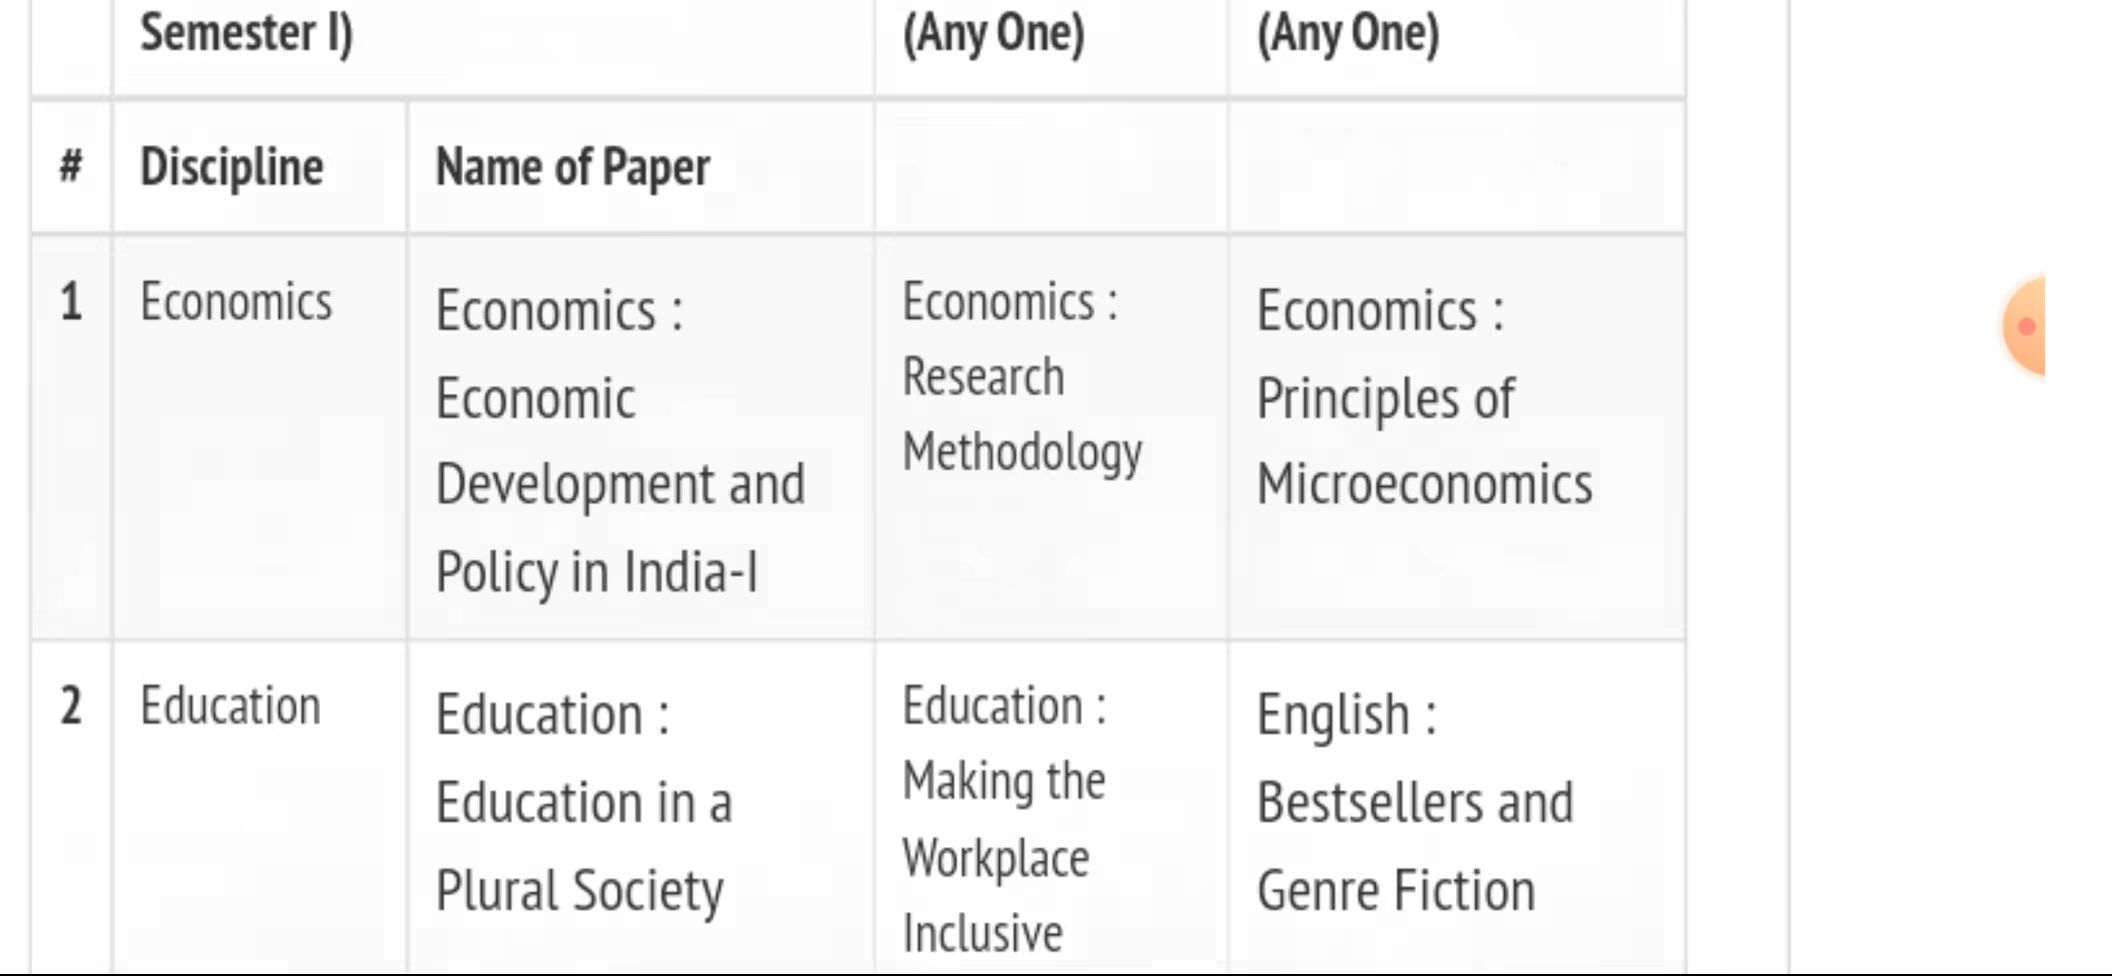 Semester I)
(Any One)
(Any One)
#
Discipline
Name of Paper
1
Economics
Economics :
Economic
Development and
Policy in India-I
Economics :
Research
Methodology
Economics :
Principles of
Microeconomics
2
Education
Education :
Education in a
Plural Society
Education :
Making the
Workplace
Inclusive
English :
Bestsellers and
Genre Fiction